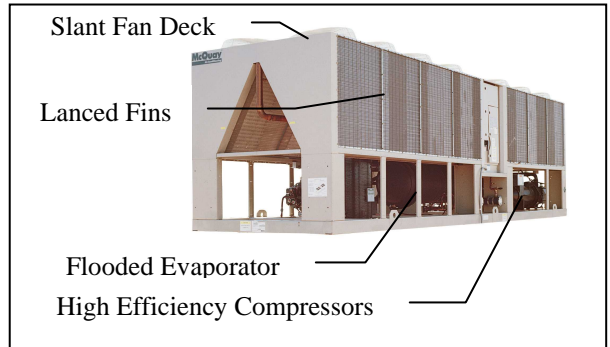 Slant Fan Deck
McQuay
Lanced Fins
Flooded Evaporator
High Efficiency Compressors